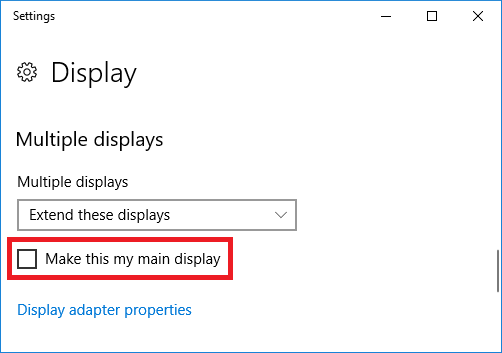 Settings
Display
Multiple displays
Multiple displays
Extend these displays
Make this my main display
Display adapter properties